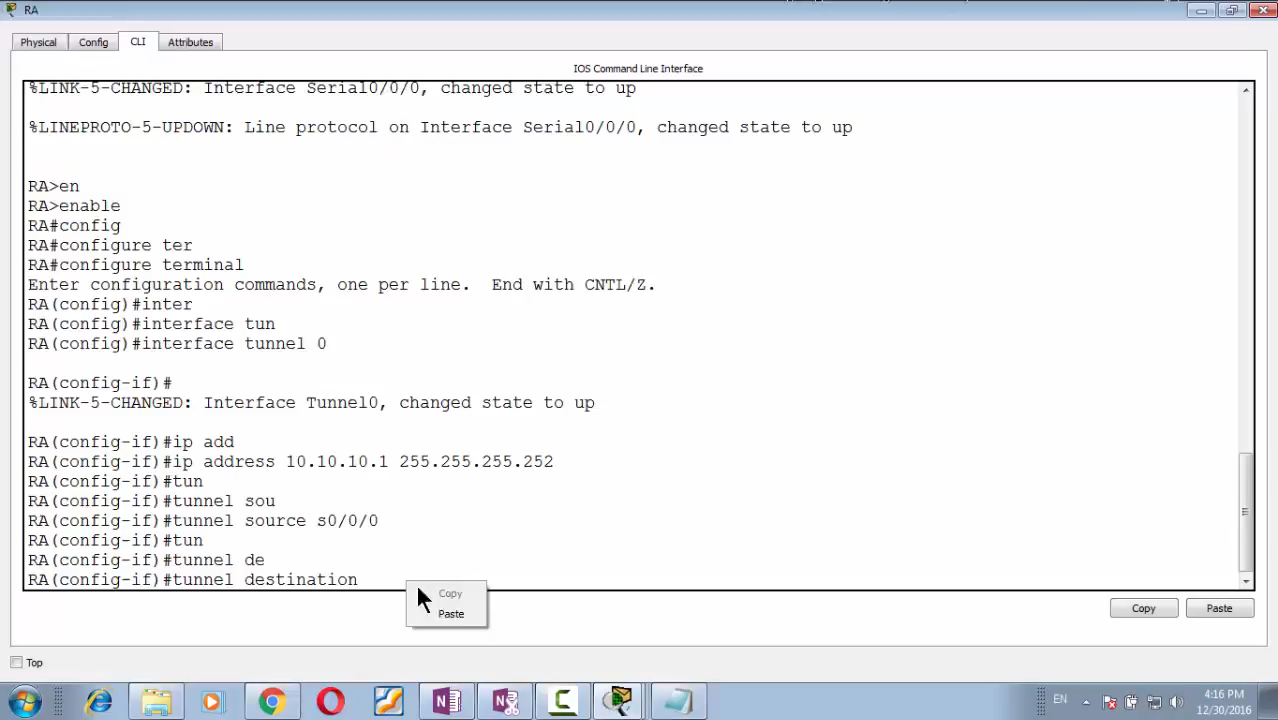 RA
Physical Config CLI Attributes
IOS Command Line Interface
%LINK-5-CHANGED: Interface Serial0/0/0, changed state to up
%LINEPROTO-5-UPDOWN: Line protocol on Interface Serial0/0/0, changed state to up
RA>en
RA>enable
RA#config
RA#configure ter
RA#configure terminal
Enter configuration commands, one per line.  End with CNTL/Z.
RA(config)#inter
RA(config)#interface tun
RA(config)#interface tunnel 0
RA(config-if)#
%LINK-5-CHANGED: Interface Tunnel0, changed state to up
RA(config-if)#ip add
RA(config-if)#ip address 10.10.10.1 255.255.255.252
RA(config-if)#tun
RA(config-if)#tunnel sou
RA(config-if)#tunnel source s0/0/0
RA(config-if)#tun
RA(config-if)#tunnel de
RA(config-if)#tunnel destination
Copy
Paste
Copy Paste
Top
EN
4:16 PM
12/30/2016